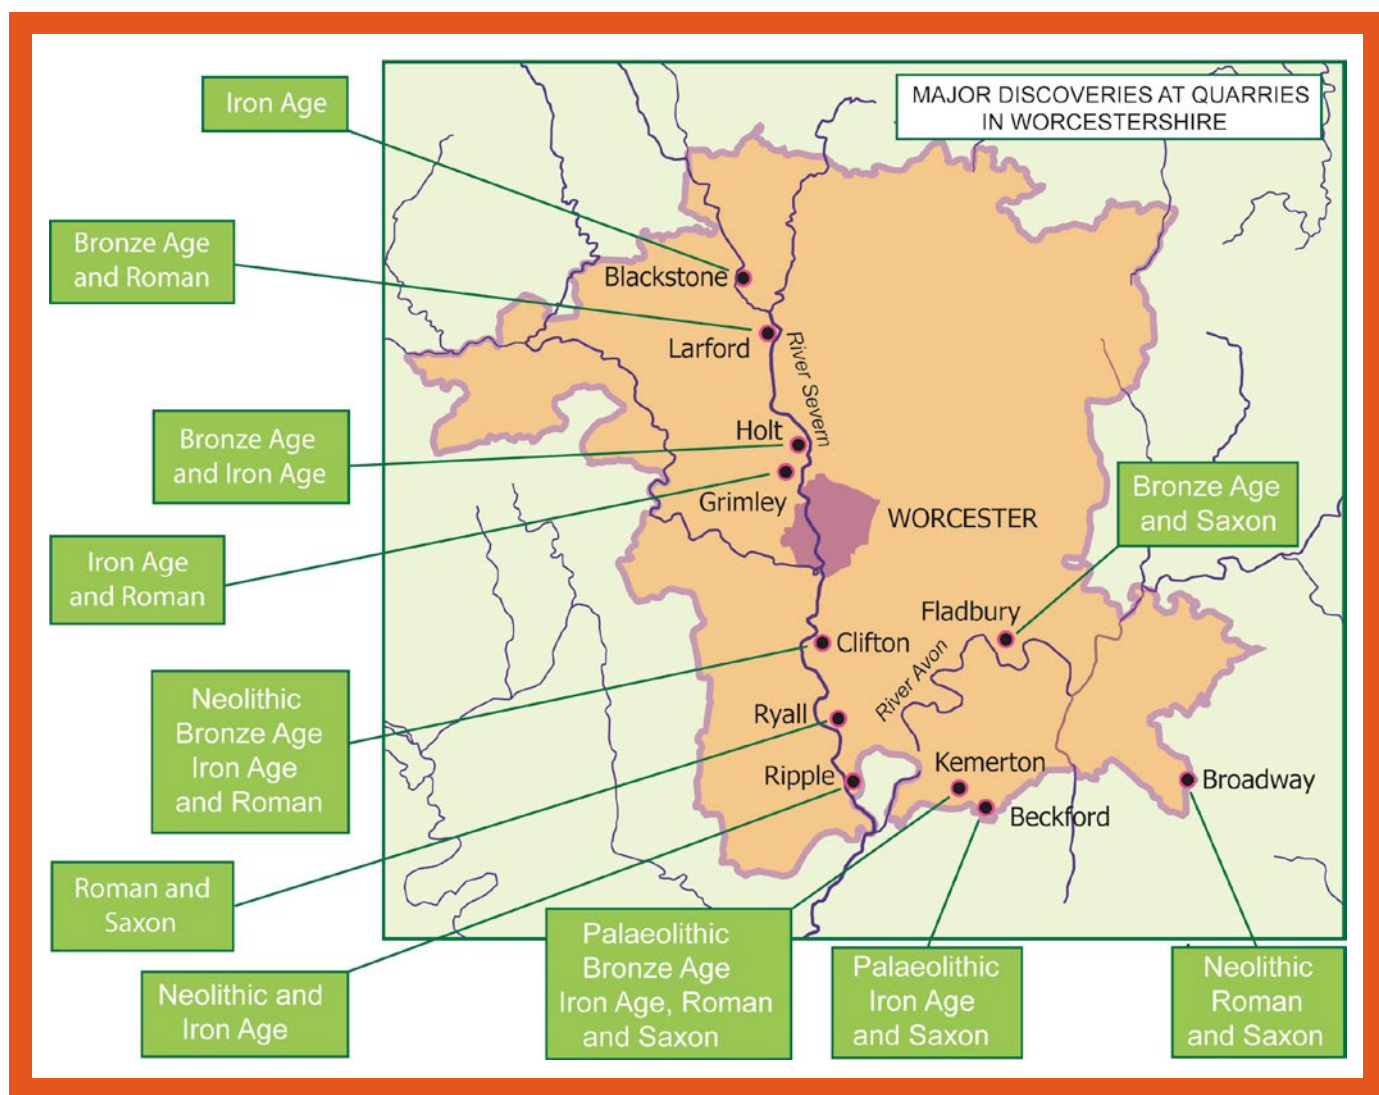 MAJOR DISCOVERIES AT QUARRIES
IN WORCESTERSHIRE
Iron Age
Bronze Age
and Roman
Bronze Age
and Iron Age
Iron Age
and Roman
Neolithic
Bronze Age
Iron Age
and Roman
Roman and
Saxon
Neolithic and
Iron Age
Palaeolithic
Bronze Age
Iron Age, Roman
and Saxon
Palaeolithic
Iron Age
and Saxon
Neolithic
Roman
and Saxon
Bronze Age
and Saxon
Blackstone
Larford
River Severn
Holt
Grimley
WORCESTER
Fladbury
Clifton
River Avon
Ryall
Ripple
Kemerton
Beckford
Broadway